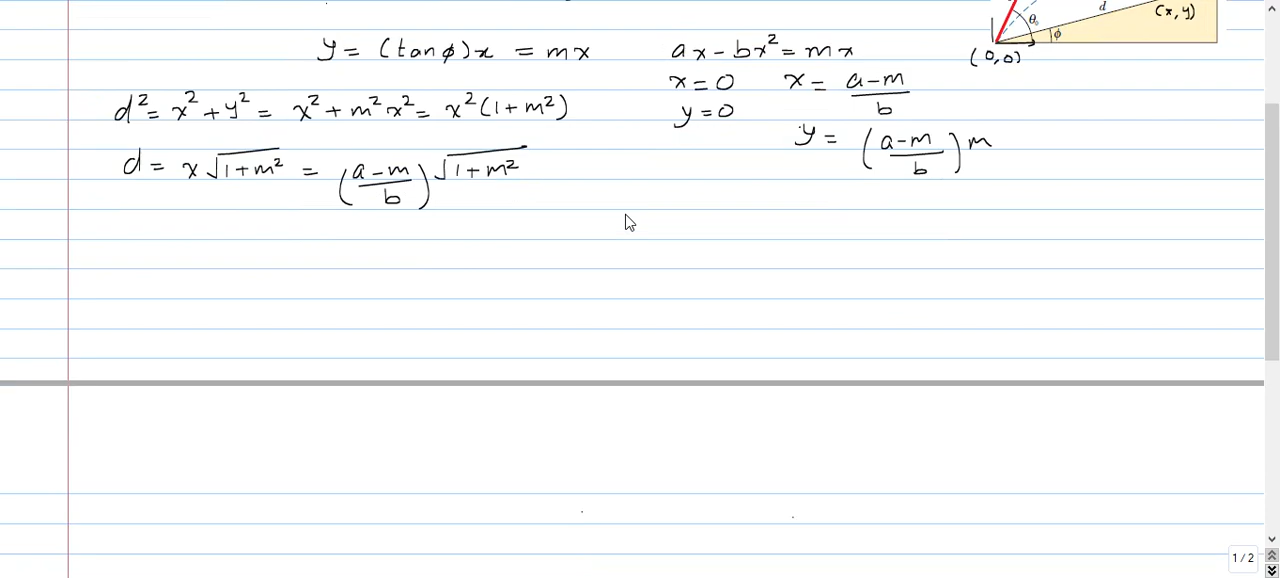 d
θ₀
(x, y)
ϕ
(0,0)
y = (tanϕ)x = mx
ax - bx² = mx
x = 0 x = (a-m)/b
d² = x² + y² = x² + m²x² = x²(1+m²)
y = 0
y = ((a-m)/b) m
d = x √(1+m²) = ((a-m)/b) √(1+m²)
1 / 2